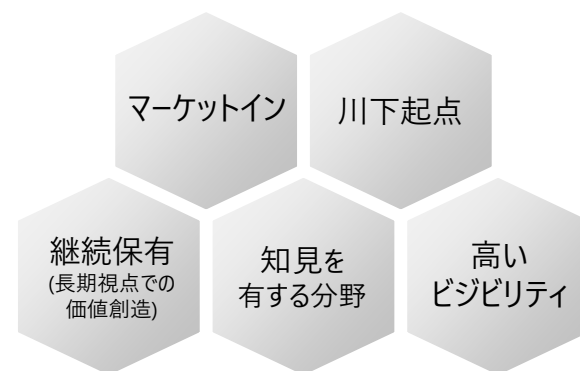 マーケットイン
川下起点
継続保有
(長期視点での
価値創造)
知見を
有する分野
高い
ビジビリティ